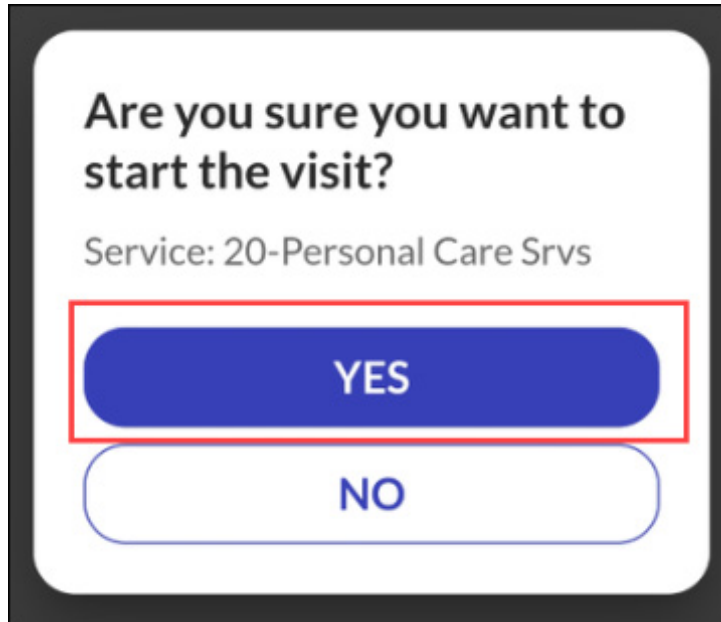 Are you sure you want to
start the visit?
Service: 20-Personal Care Srvs
YES
NO